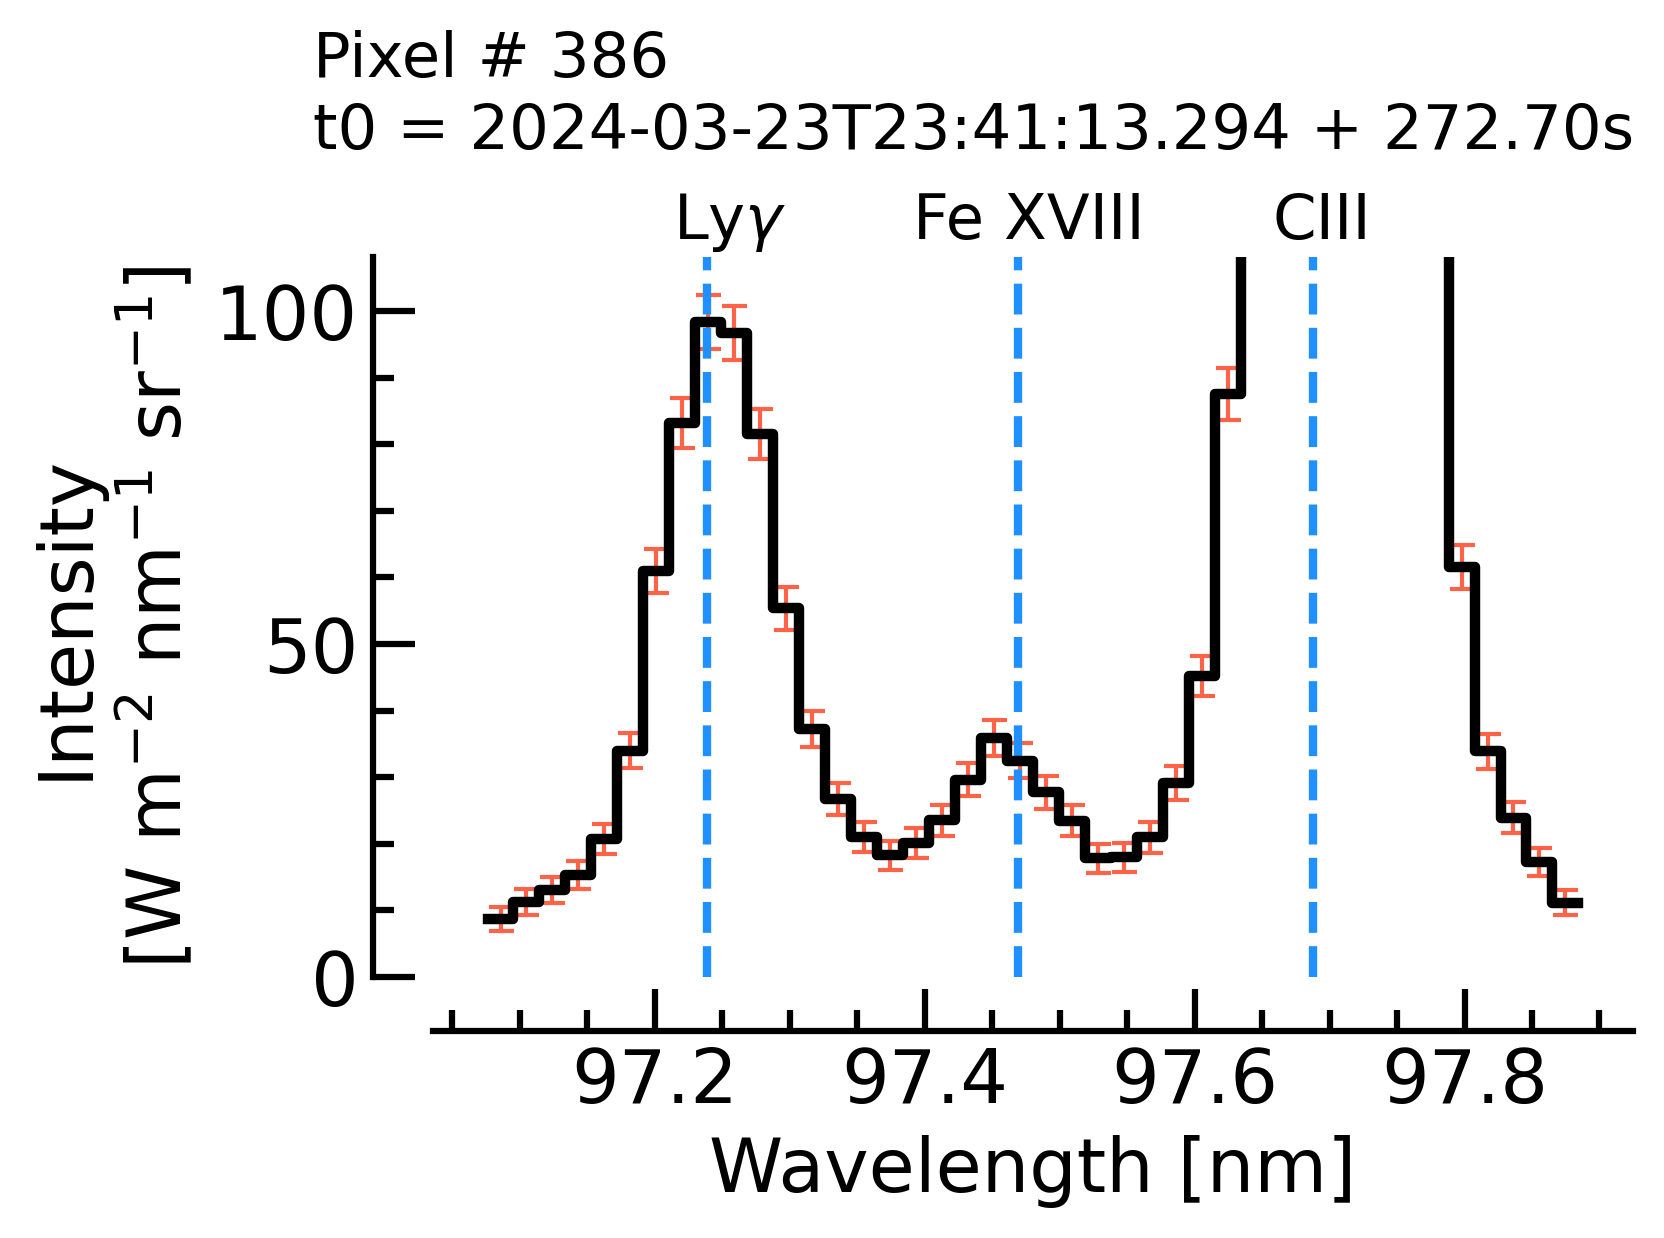 Pixel # 386
t0 = 2024-03-23T23:41:13.294 + 272.70s
Lyγ Fe XVIII CIII
Intensity
[W m⁻² nm⁻¹ sr⁻¹]
100
50
0
97.2 97.4 97.6 97.8
Wavelength [nm]